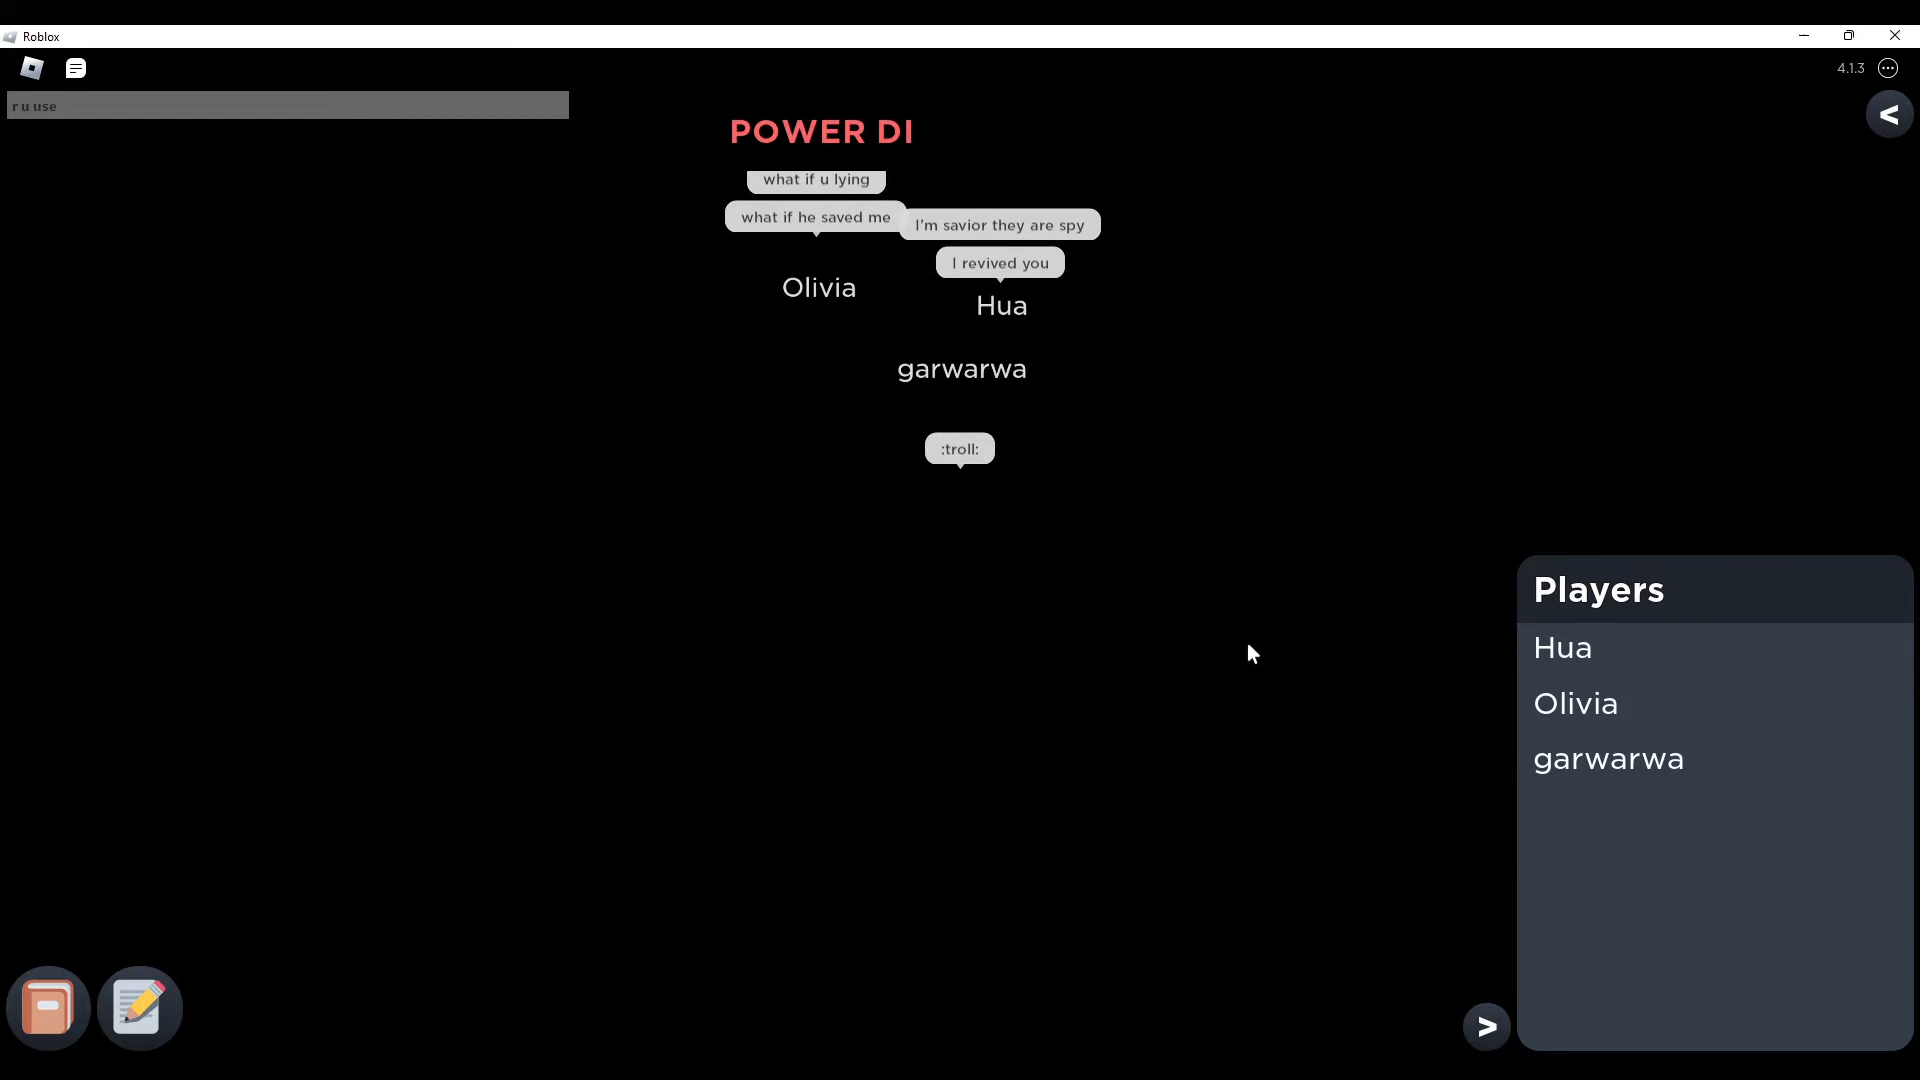 Roblox
4.1.3
r u use
<
POWER DI
what if u lying
what if he saved me
I'm savior they are spy
I revived you
Olivia
Hua
garwarwa
:troll:
Players
Hua
Olivia
garwarwa
>